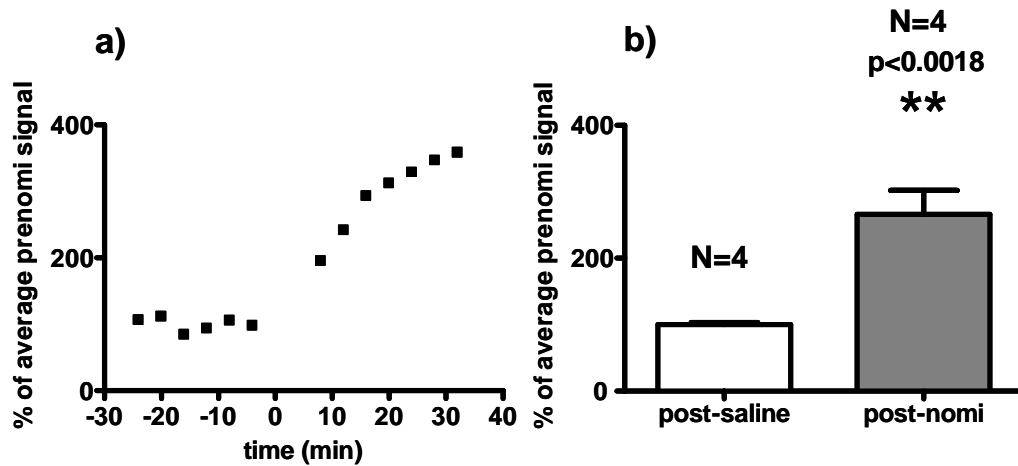 a)
% of average prenomi signal
400
200
0
-30 -20 -10 0 10 20 30 40
time (min)
b)
N=4
p<0.0018
**
% of average prenomi signal
400
200
0
N=4
post-saline post-nomi